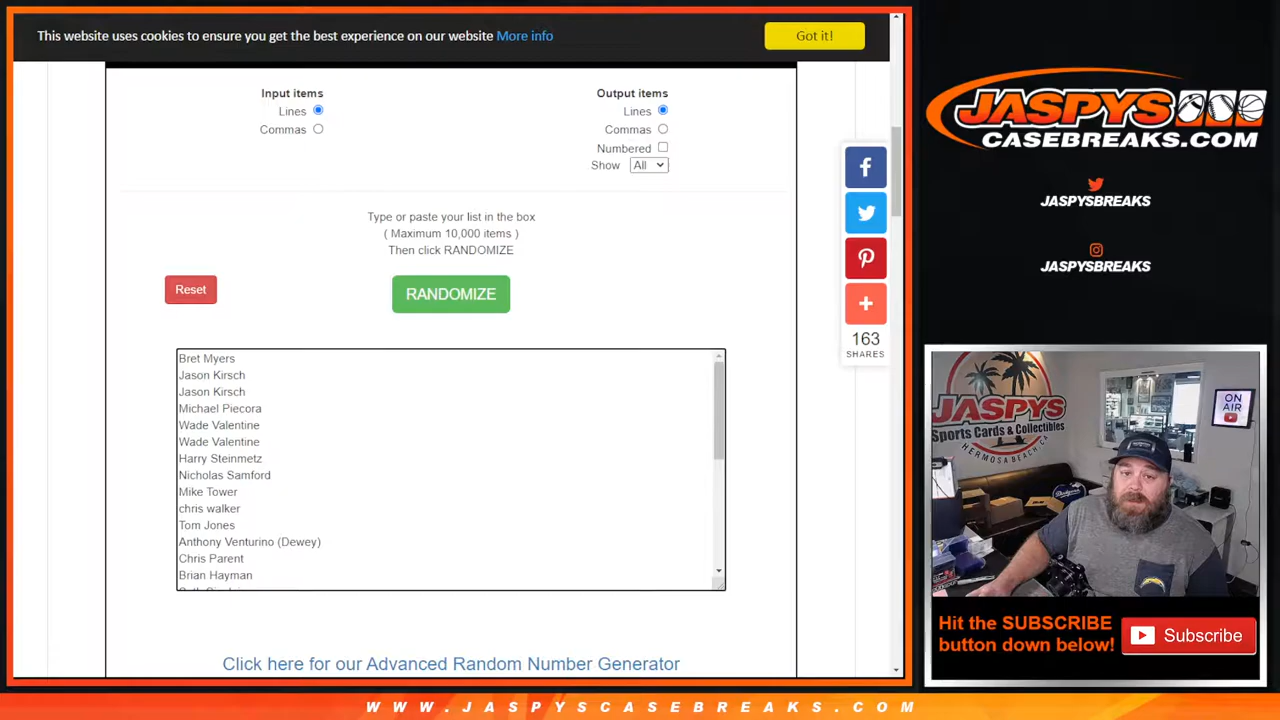 This website uses cookies to ensure you get the best experience on our website More info
Got it!
Input items
Lines
Commas
Output items
Lines
Commas
Numbered
Show All
Type or paste your list in the box
( Maximum 10,000 items )
Then click RANDOMIZE
Reset
RANDOMIZE
Bret Myers
Jason Kirsch
Jason Kirsch
Michael Piecora
Wade Valentine
Wade Valentine
Harry Steinmetz
Nicholas Samford
Mike Tower
chris walker
Tom Jones
Anthony Venturino (Dewey)
Chris Parent
Brian Hayman
Click here for our Advanced Random Number Generator
163
SHARES
JASPYS
CASEBREAKS.COM
JASPYSBREAKS
JASPYSBREAKS
JASPYS
Sports Cards & Collectibles
HERMOSA BEACH, CA
ON
AIR
Hit the SUBSCRIBE
button down below!
Subscribe
WWW.JASPYSCASEBREAKS.COM